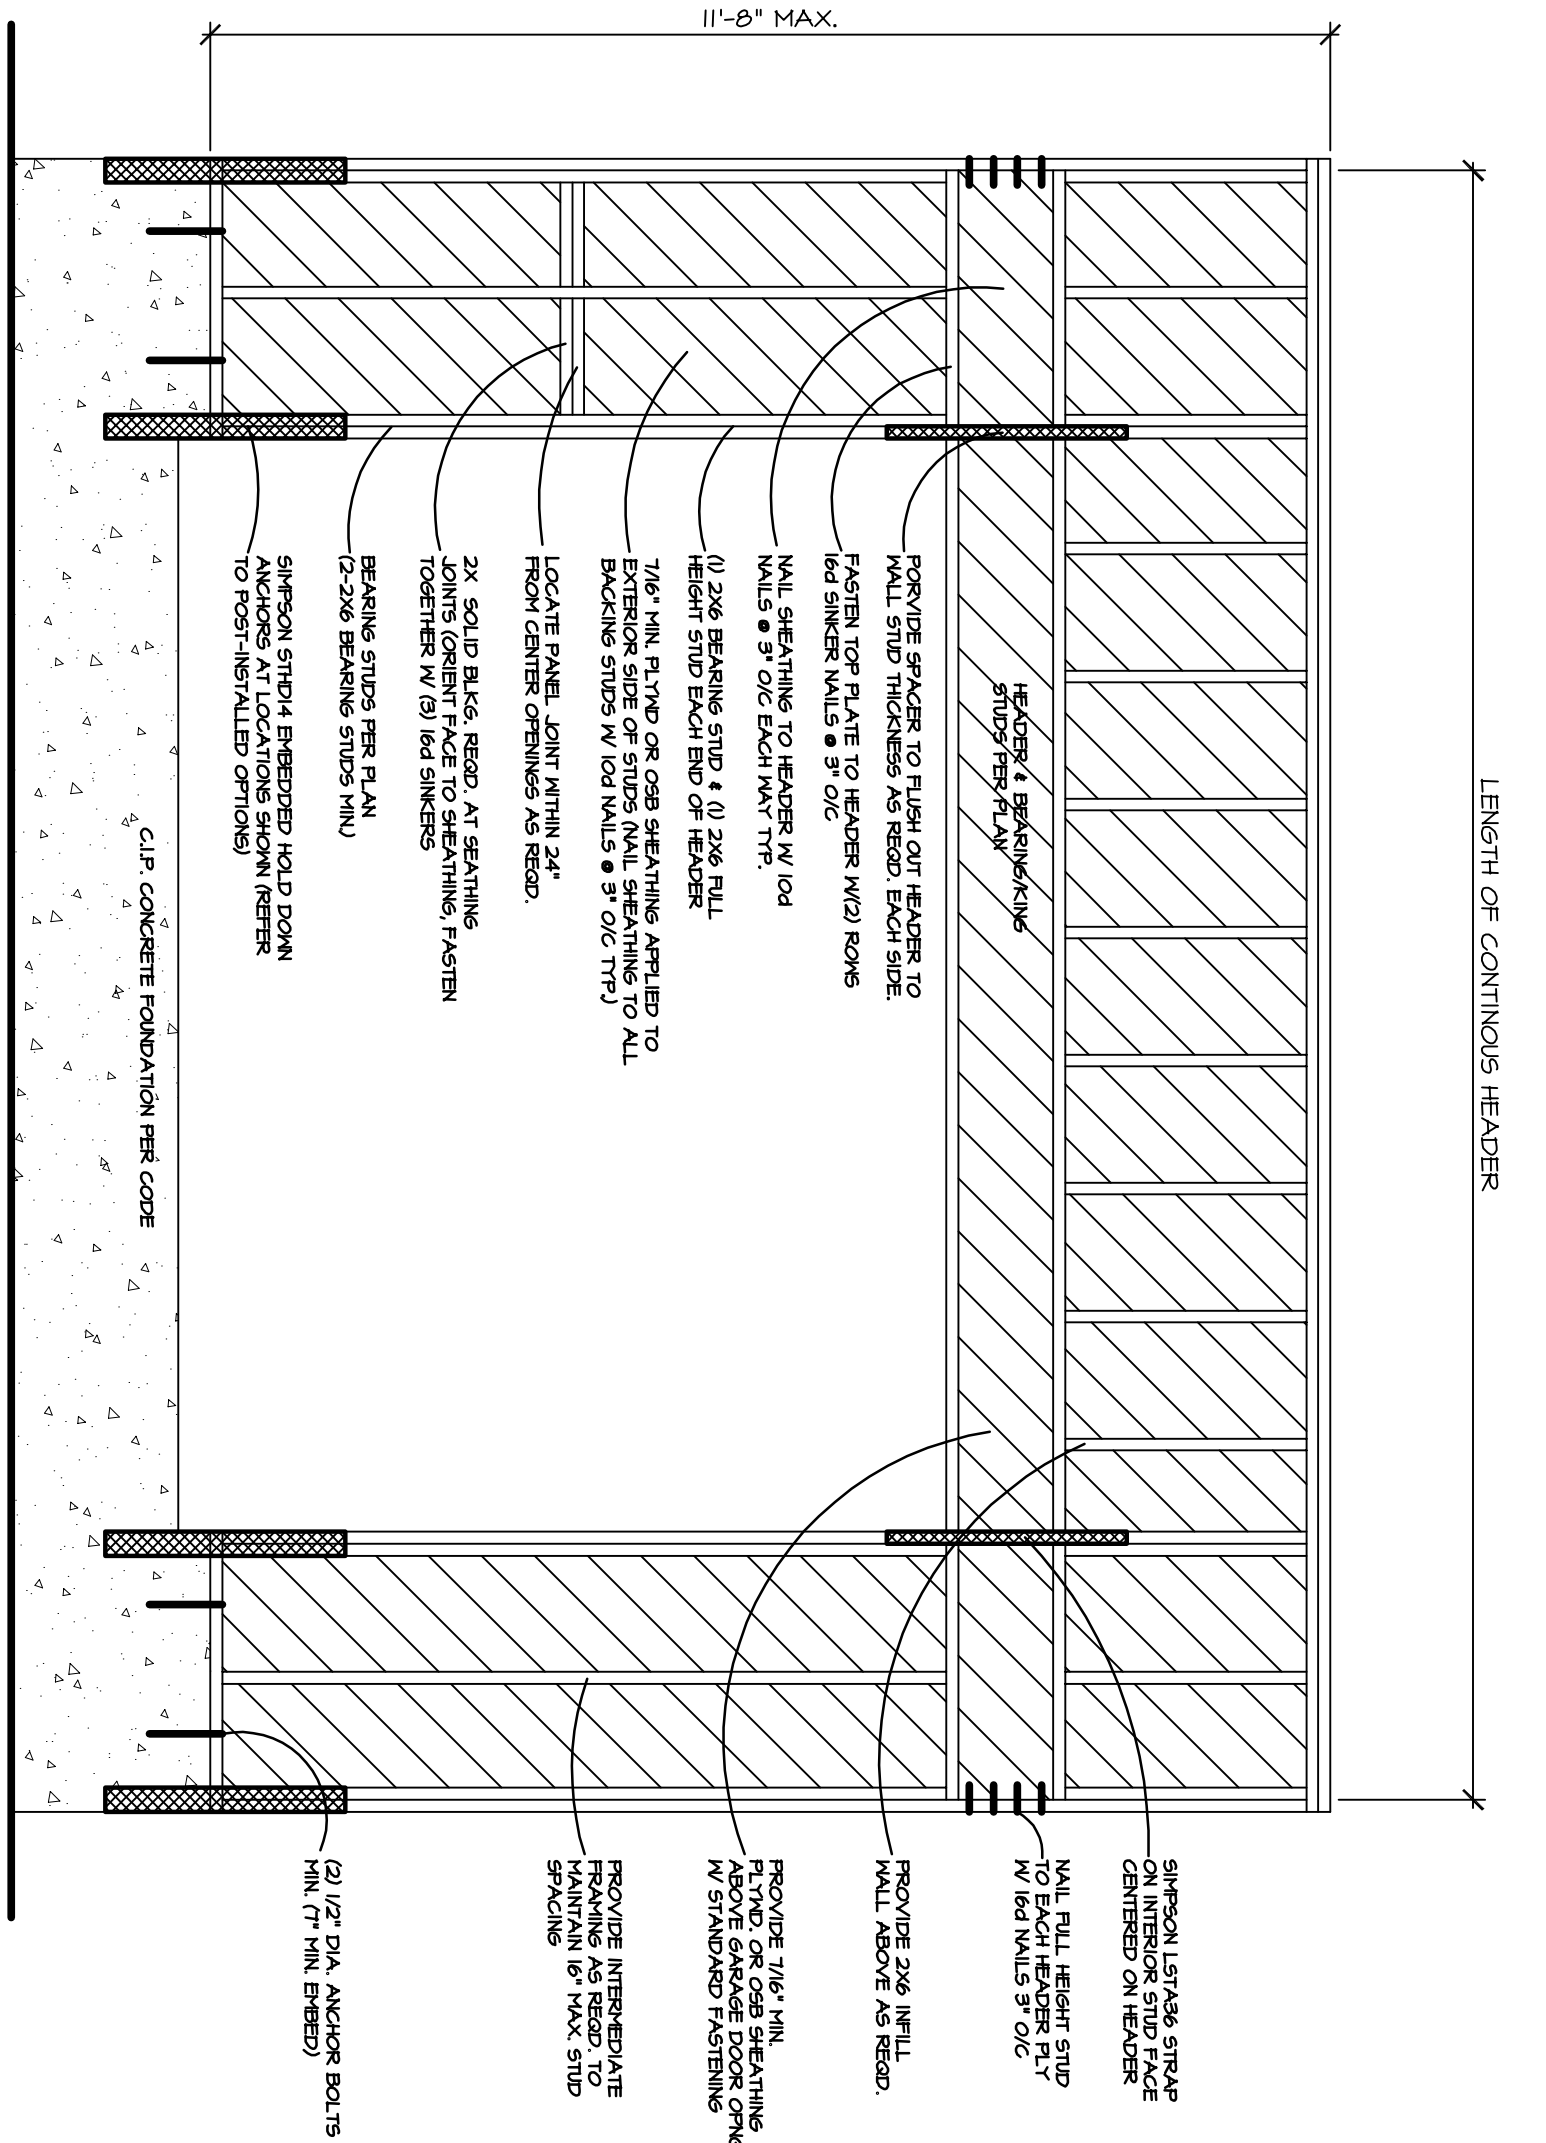 11'-8" MAX.
LENGTH OF CONTINOUS HEADER
HEADER & BEARING/KING
STUDS PER PLAN
PORVIDE SPACER TO FLUSH OUT HEADER TO
WALL STUD THICKNESS AS REQD. EACH SIDE.
FASTEN TOP PLATE TO HEADER W/(2) ROWS
16d SINKER NAILS @ 3" O/C
NAIL SHEATHING TO HEADER W/ 10d
NAILS @ 3" O/C EACH WAY TYP.
(1) 2X6 BEARING STUD & (1) 2X6 FULL
HEIGHT STUD EACH END OF HEADER
7/16" MIN. PLYWD OR OSB SHEATHING APPLIED TO
EXTERIOR SIDE OF STUDS (NAIL SHEATHING TO ALL
BACKING STUDS W/ 10d NAILS @ 3" O/C TYP.)
LOCATE PANEL JOINT WITHIN 24"
FROM CENTER OPENINGS AS REQD.
2X SOLID BLKG. REQD. AT SEATHING
JOINTS (ORIENT FACE TO SHEATHING, FASTEN
TOGETHER W/ (3) 16d SINKERS
BEARING STUDS PER PLAN
(2-2X6 BEARING STUDS MIN.)
SIMPSON STHD14 EMBEDDED HOLD DOWN
ANCHORS AT LOCATIONS SHOWN (REFER
TO POST-INSTALLED OPTIONS)
C.I.P. CONCRETE FOUNDATION PER CODE
SIMPSON LSTA36 STRAP
ON INTERIOR STUD FACE
CENTERED ON HEADER
NAIL FULL HEIGHT STUD
TO EACH HEADER PLY
W/ 16d NAILS 3" O/C
PROVIDE 2X6 INFILL
WALL ABOVE AS REQD.
PROVIDE 7/16" MIN.
PLYWD. OR OSB SHEATHING
ABOVE GARAGE DOOR OPNG
W/ STANDARD FASTENING
PROVIDE INTERMEDIATE
FRAMING AS REQD. TO
MAINTAIN 16" MAX. STUD
SPACING
(2) 1/2" DIA. ANCHOR BOLTS
MIN. (7" MIN. EMBED)